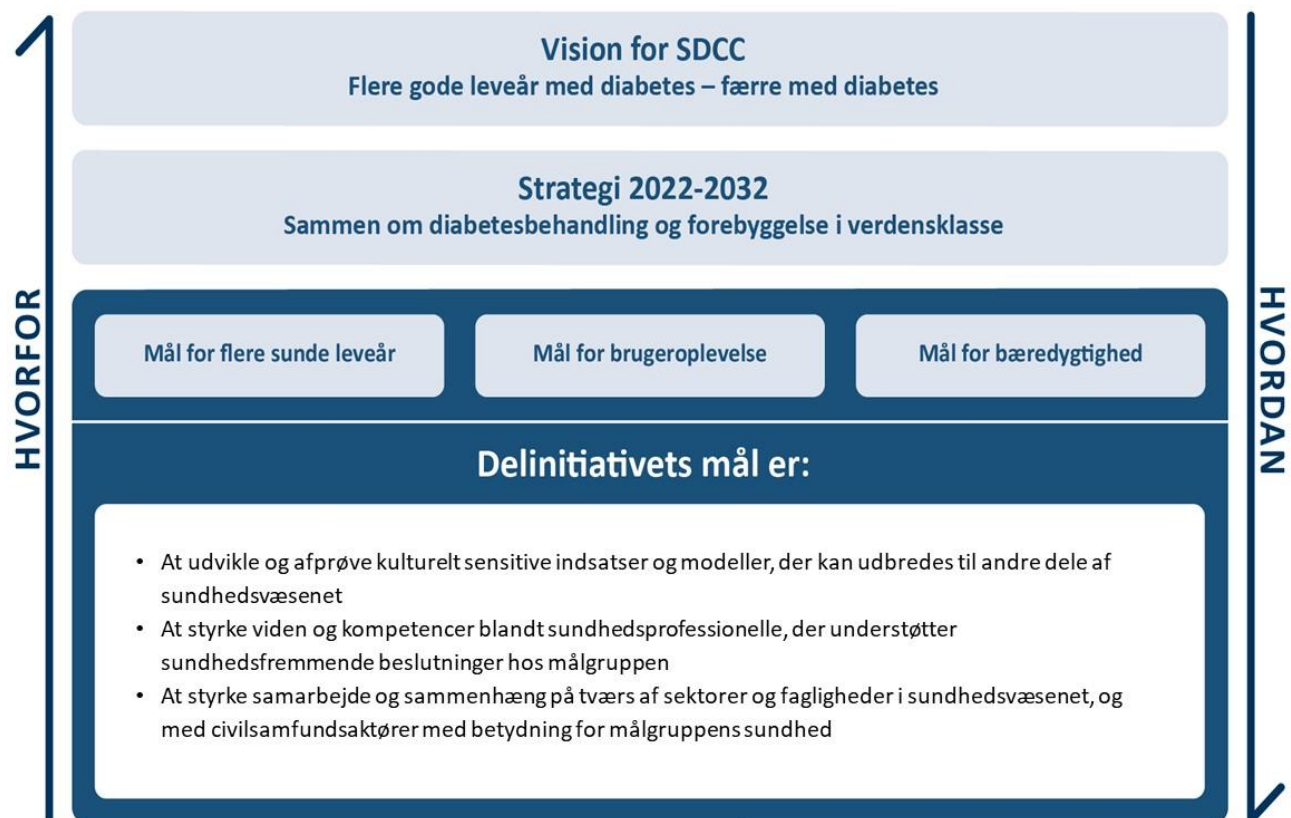 Vision for SDCC
Flere gode leveår med diabetes – færre med diabetes
Strategi 2022-2032
Sammen om diabetesbehandling og forebyggelse i verdensklasse
HVORFOR
HVORDAN
Mål for flere sunde leveår
Mål for brugeroplevelse
Mål for bæredygtighed
Delinitiativets mål er:
• At udvikle og afprøve kulturelt sensitive indsatser og modeller, der kan udbredes til andre dele af
sundhedsvæsenet
• At styrke viden og kompetencer blandt sundhedsprofessionelle, der understøtter
sundhedsfremmende beslutninger hos målgruppen
• At styrke samarbejde og sammenhæng på tværs af sektorer og fagligheder i sundhedsvæsenet, og
med civilsamfundsaktører med betydning for målgruppens sundhed